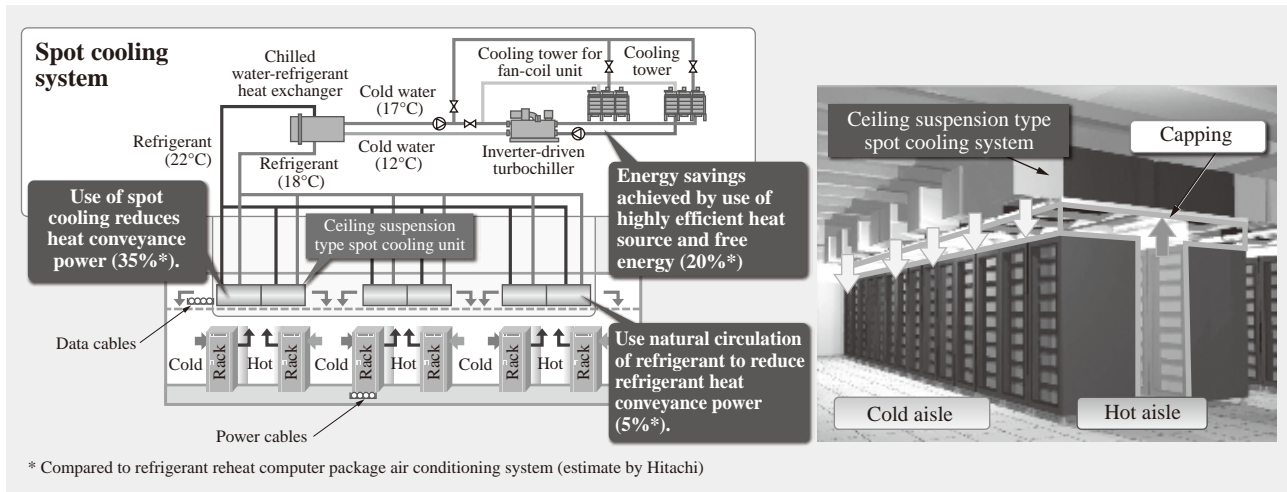 Spot cooling
system
Chilled
water-refrigerant
heat exchanger
Cooling tower for
fan-coil unit
Cooling
tower
Cold water
(17°C)
Refrigerant
(22°C)
Refrigerant
(18°C)
Cold water
(12°C)
Inverter-driven
turbochiller
Use of spot
cooling reduces
heat conveyance
power (35%*).
Ceiling suspension
type spot cooling unit
Energy savings
achieved by use of
highly efficient heat
source and free
energy (20%*)
Data cables
Cold
Rack
Hot
Rack
Cold
Rack
Hot
Rack
Cold
Rack
Hot
Rack
Use natural circulation
of refrigerant to reduce
refrigerant heat
conveyance power
(5%*).
Power cables
Ceiling suspension type
spot cooling system
Capping
Cold aisle
Hot aisle
* Compared to refrigerant reheat computer package air conditioning system (estimate by Hitachi)